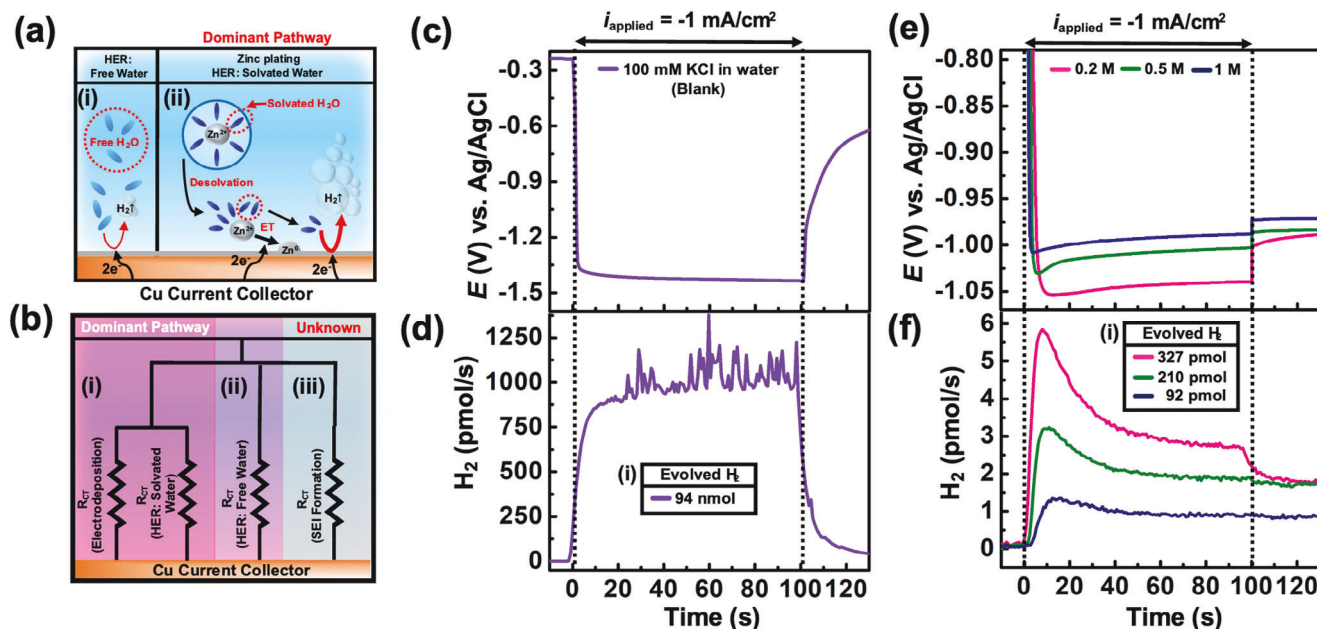 (a)
Dominant Pathway
HER:
Free Water
Zinc plating
HER: Solvated Water
(i)
(ii)
Solvated H₂O
Zn²⁺
Free H₂O
Desolvation
H₂↑
H₂↑
ET
Zn²⁺
Zn⁰
2e⁻
2e⁻
2e⁻
Cu Current Collector
(b)
Dominant Pathway
Unknown
(i)
(ii)
(iii)
R_CT
(Electrodeposition)
R_CT
(HER: Solvated
Water)
R_CT
(HER: Free Water)
R_CT
(SEI Formation)
Cu Current Collector
(c)
i_applied = -1 mA/cm²
100 mM KCl in water
(Blank)
E (V) vs. Ag/AgCl
-0.3
-0.6
-0.9
-1.2
-1.5
(d)
H₂ (pmol/s)
1250
1000
750
500
250
0
(i)
Evolved H₂
94 nmol
0 20 40 60 80 100 120
Time (s)
(e)
i_applied = -1 mA/cm²
0.2 M
0.5 M
1 M
E (V) vs. Ag/AgCl
-0.80
-0.85
-0.90
-0.95
-1.00
-1.05
(f)
H₂ (pmol/s)
6
5
4
3
2
1
0
(i)
Evolved H₂
327 pmol
210 pmol
92 pmol
0 20 40 60 80 100 120
Time (s)